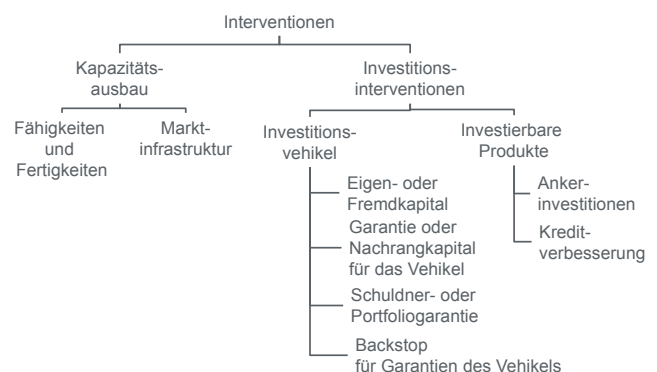 Interventionen
Kapazitäts-
ausbau
Investitions-
interventionen
Fähigkeiten
und
Fertigkeiten
Markt-
infrastruktur
Investitions-
vehikel
Investierbare
Produkte
Eigen- oder
Fremdkapital
Garantie oder
Nachrangkapital
für das Vehikel
Schuldner- oder
Portfoliogarantie
Backstop
für Garantien des Vehikels
Anker-
investitionen
Kredit-
verbesserung